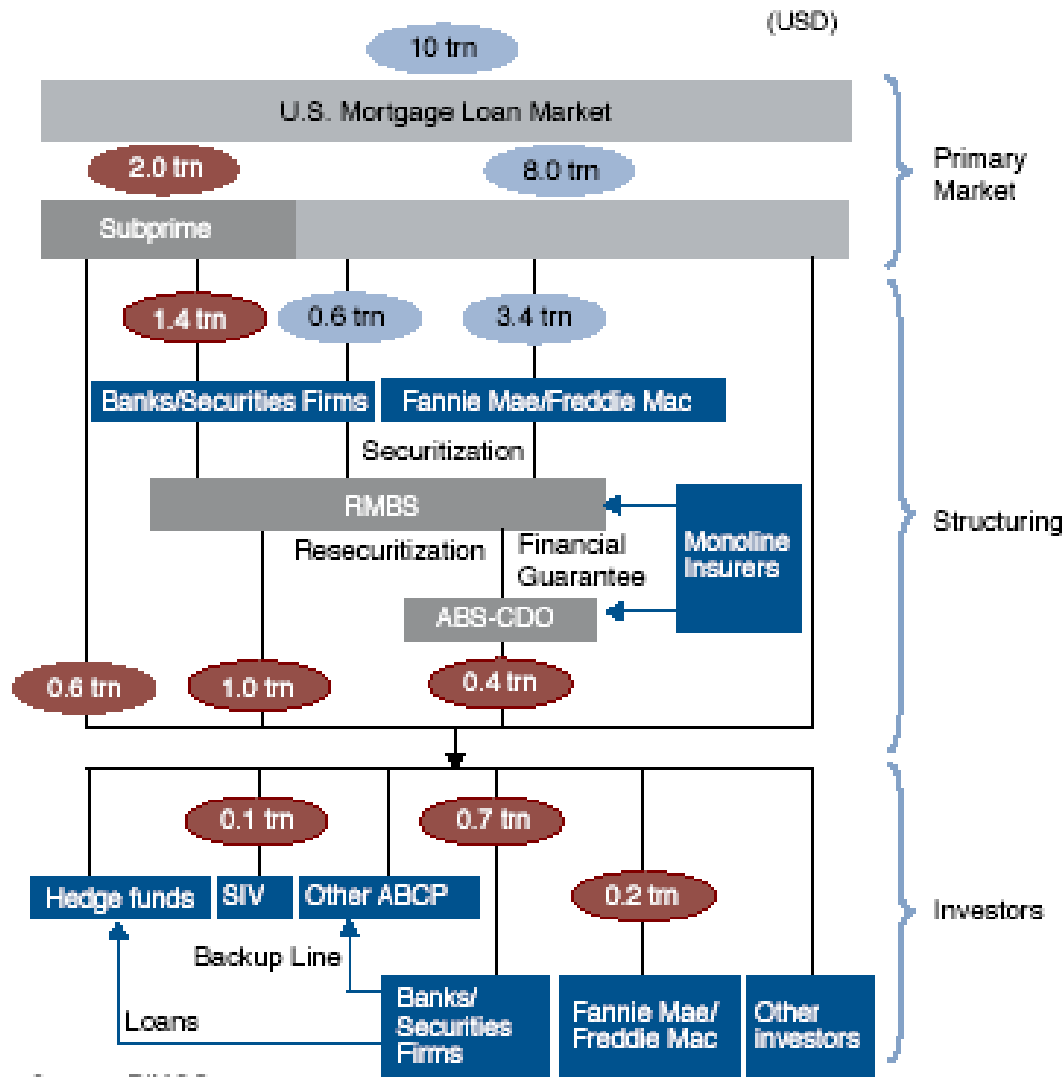 (USD)
10 trn
U.S. Mortgage Loan Market
2.0 trn
8.0 trn
Primary
Market
Subprime
1.4 trn
0.6 trn
3.4 trn
Banks/Securities Firms
Fannie Mae/Freddie Mac
Securitization
RMBS
Structuring
Resecuritization
Financial
Guarantee
Monoline
Insurers
ABS-CDO
0.6 trn
1.0 trn
0.4 trn
0.1 trn
0.7 trn
Hedge funds
SIV
Other ABCP
0.2 trn
Investors
Backup Line
Loans
Banks/
Securities
Firms
Fannie Mae/
Freddie Mac
Other
investors